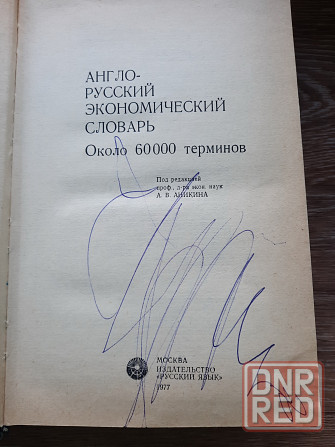 АНГЛО-
РУССКИЙ
ЭКОНОМИЧЕСКИЙ
СЛОВАРЬ
Около 60000 терминов
Под редакцией
проф., д-ра экон. наук
А. В. АНИКИНА
МОСКВА
ИЗДАТЕЛЬСТВО
«РУССКИЙ ЯЗЫК»
1977
DNR
RED